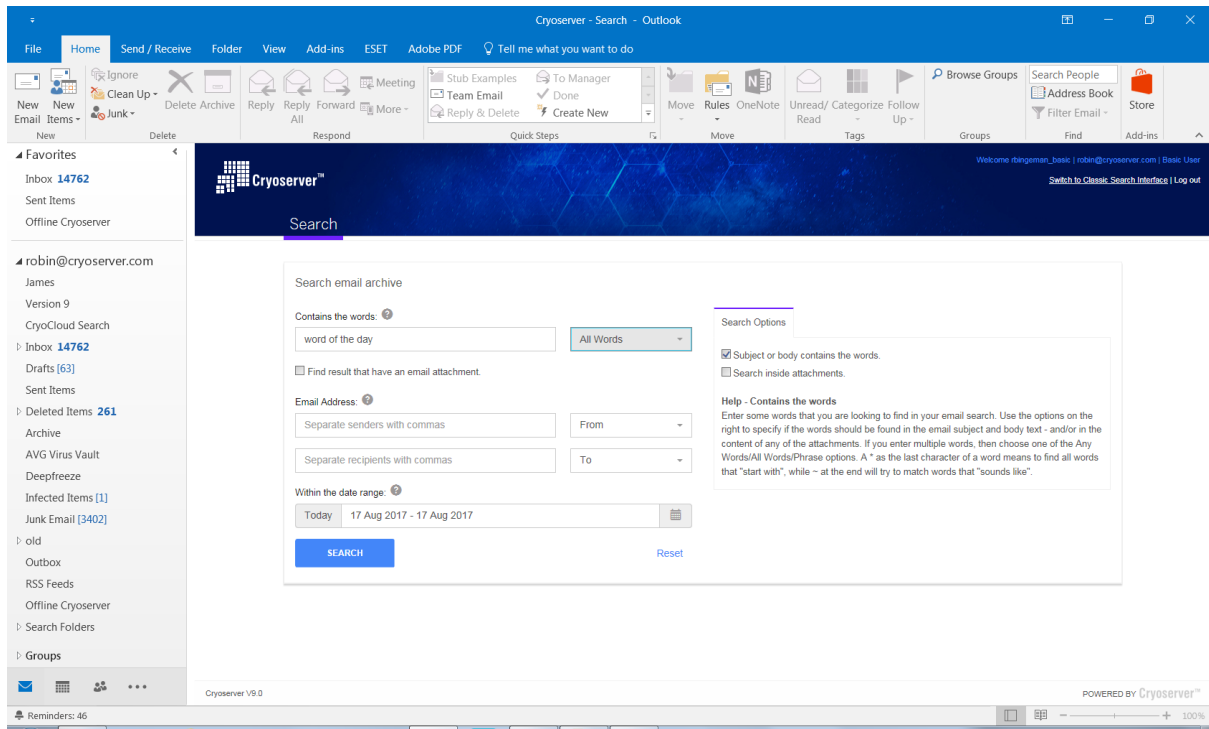 Cryoserver - Search - Outlook
File Home Send / Receive Folder View Add-ins ESET Adobe PDF Tell me what you want to do
New Email
New Items
New
Ignore
Clean Up
Junk
Delete
Archive
Delete
Reply
Reply All
Forward
Meeting
More
Respond
Stub Examples
Team Email
Reply & Delete
To Manager
Done
Create New
Quick Steps
Move
Rules
OneNote
Move
Unread/ Read
Categorize
Follow Up
Tags
Browse Groups
Groups
Search People
Address Book
Filter Email
Find
Store
Add-ins
Favorites
Inbox 14762
Sent Items
Offline Cryoserver
robin@cryoserver.com
James
Version 9
CryoCloud Search
Inbox 14762
Drafts [63]
Sent Items
Deleted Items 261
Archive
AVG Virus Vault
Deepfreeze
Infected Items [1]
Junk Email [3402]
old
Outbox
RSS Feeds
Offline Cryoserver
Search Folders
Groups
Cryoserver™
Welcome rbingeman_basic | robin@cryoserver.com | Basic User
Switch to Classic Search Interface | Log out
Search
Search email archive
Contains the words: ?
word of the day
All Words
Find result that have an email attachment.
Email Address: ?
Separate senders with commas
From
Separate recipients with commas
To
Within the date range: ?
Today 17 Aug 2017 - 17 Aug 2017
SEARCH
Reset
Search Options
Subject or body contains the words.
Search inside attachments.
Help - Contains the words
Enter some words that you are looking to find in your email search. Use the options on the
right to specify if the words should be found in the email subject and body text - and/or in the
content of any of the attachments. If you enter multiple words, then choose one of the Any
Words/All Words/Phrase options. A * as the last character of a word means to find all words
that "start with", while ~ at the end will try to match words that "sounds like".
Cryoserver V9.0
POWERED BY Cryoserver™
Reminders: 46
100%